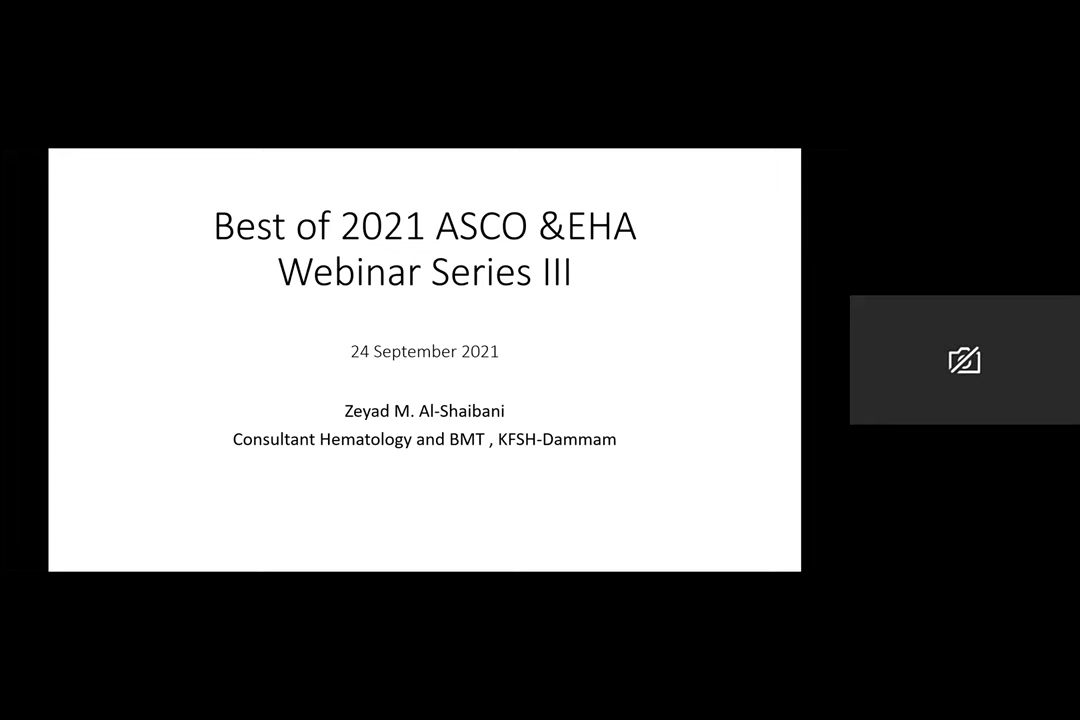 Best of 2021 ASCO &EHA
Webinar Series III
24 September 2021
Zeyad M. Al-Shaibani
Consultant Hematology and BMT , KFSH-Dammam